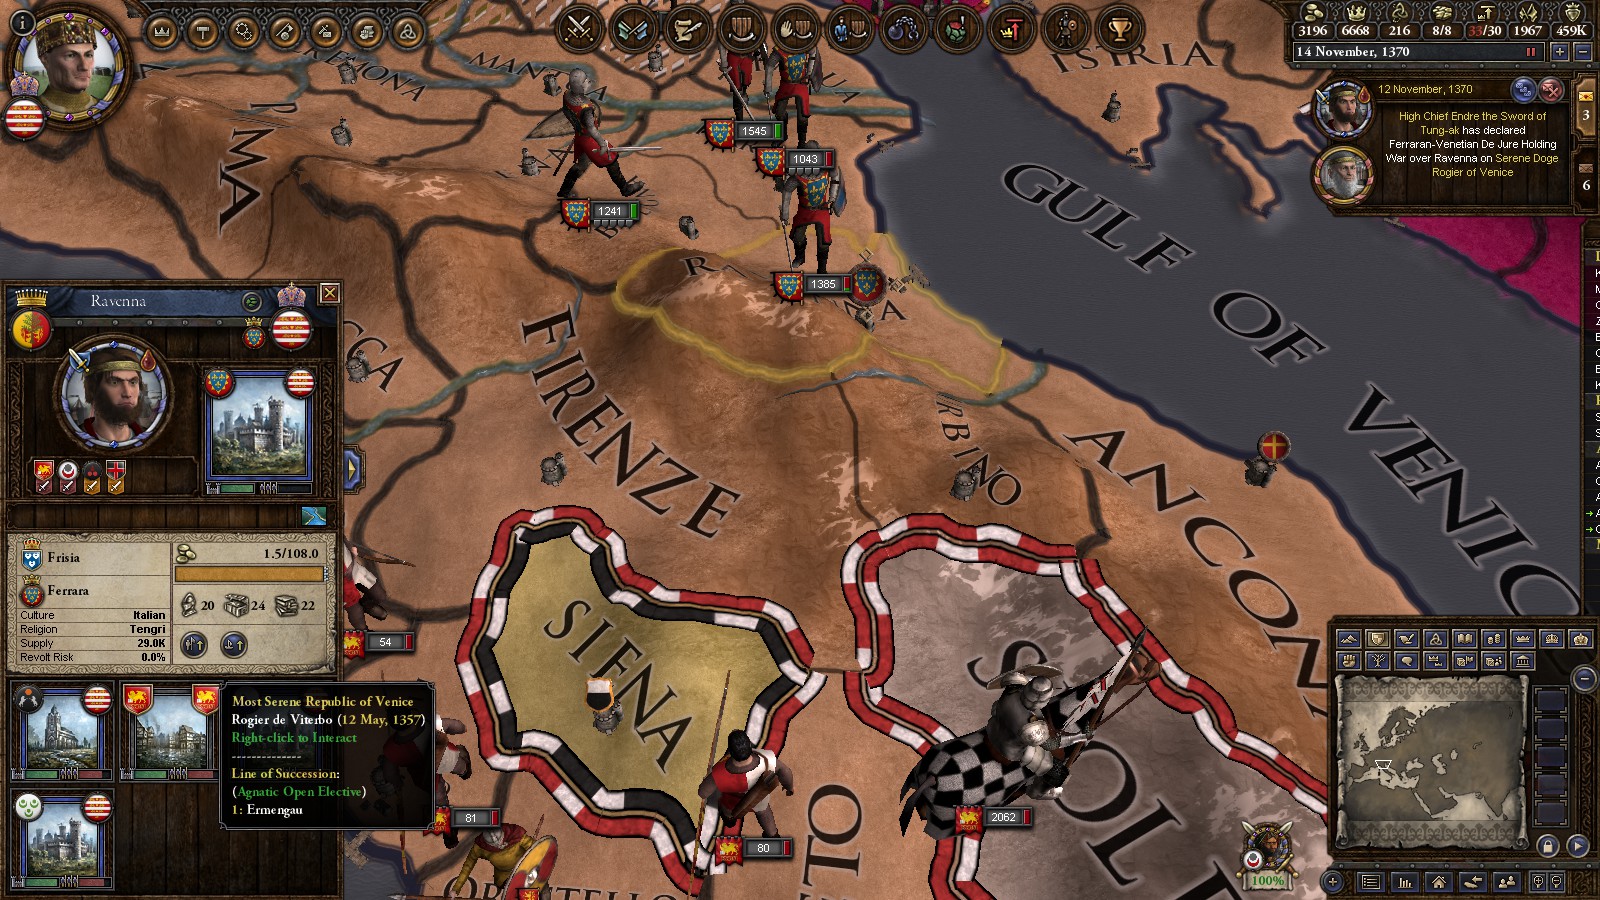 3196
6668
216
8/8
33/30
1967
459K
14 November, 1370
12 November, 1370
High Chief Endre the Sword of
Tung-ak has declared
Ferraran-Venetian De Jure Holding
War over Ravenna on Serene Doge
Rogier of Venice
3
6
CREMONA
MAN
UA
ISTRIA
MA
1545
1043
1241
1385
GULF OF VENIC
FIRENZE
CCA
RBINO
ANCON
SIENA
54
81
80
2062
100%
Ravenna
Frisia
Ferrara
1.5/108.0
20
24
22
Culture Italian
Religion Tengri
Supply 29.0K
Revolt Risk 0.0%
Most Serene Republic of Venice
Rogier de Viterbo (12 May, 1357)
Right-click to Interact
--------------
Line of Succession:
(Agnatic Open Elective)
1: Ermengau